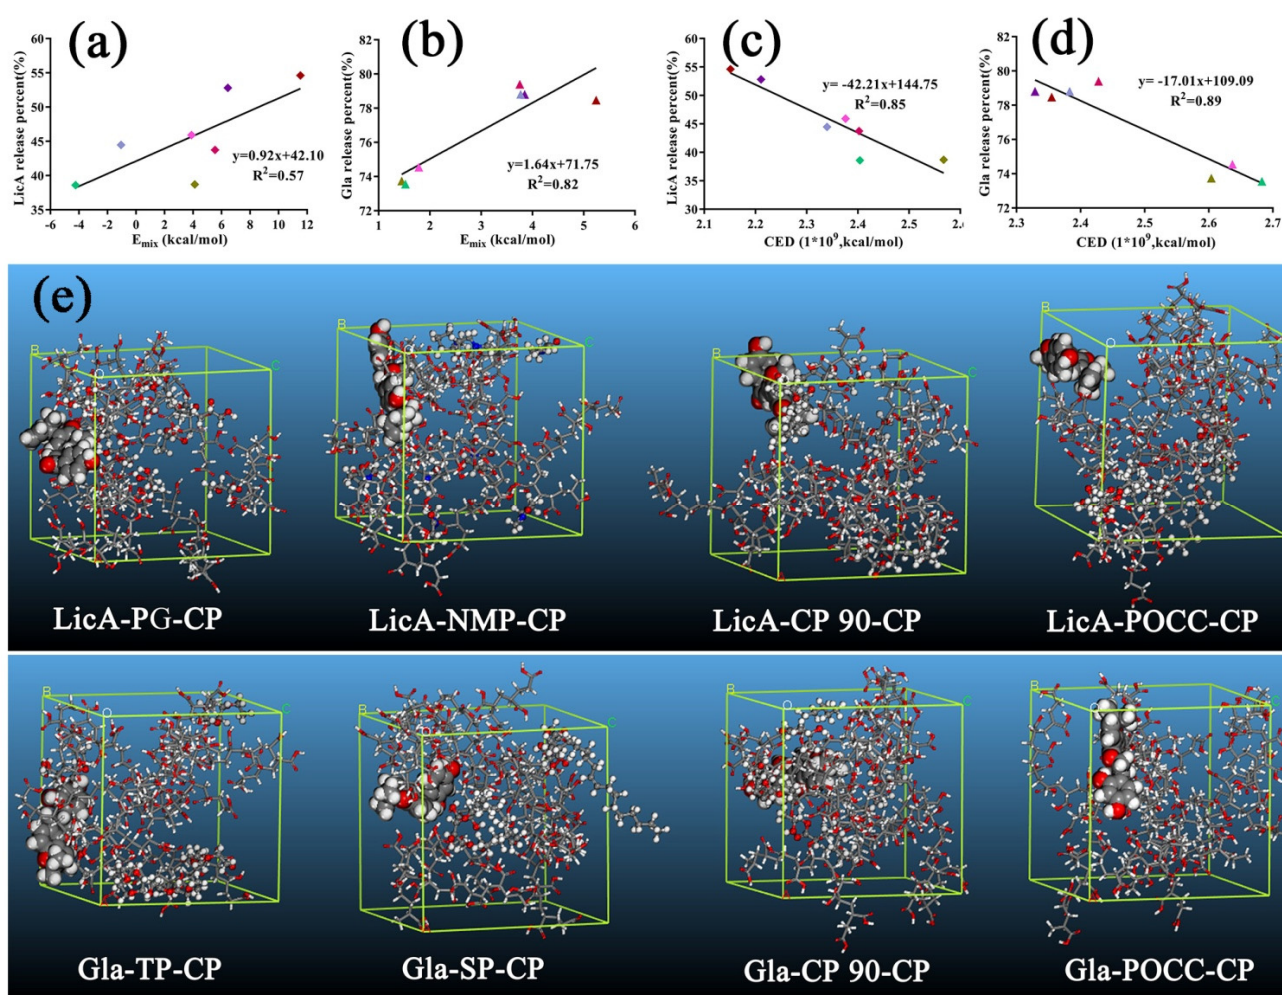 (a)
LicA release percent(%)
60
55
50
45
40
35
-6 -4 -2 0 2 4 6 8 10 12
y=0.92x+42.10
R²=0.57
E_mix (kcal/mol)
(b)
Gla release percent(%)
82
80
78
76
74
72
1 2 3 4 5 6
y=1.64x+71.75
R²=0.82
E_mix (kcal/mol)
(c)
LicA release percent(%)
60
55
50
45
40
35
30
2.1 2.2 2.3 2.4 2.5
y= -42.21x+144.75
R²=0.85
CED (1*10⁹,kcal/mol)
(d)
Gla release percent(%)
82
80
78
76
74
72
2.3 2.4 2.5 2.6 2.7
y= -17.01x+109.09
R²=0.89
CED (1*10⁹,kcal/mol)
(e)
B O C
B O C
B O C
B O
LicA-PG-CP
LicA-NMP-CP
LicA-CP 90-CP
LicA-POCC-CP
B O C
B O C
B O C
B O C
Gla-TP-CP
Gla-SP-CP
Gla-CP 90-CP
Gla-POCC-CP